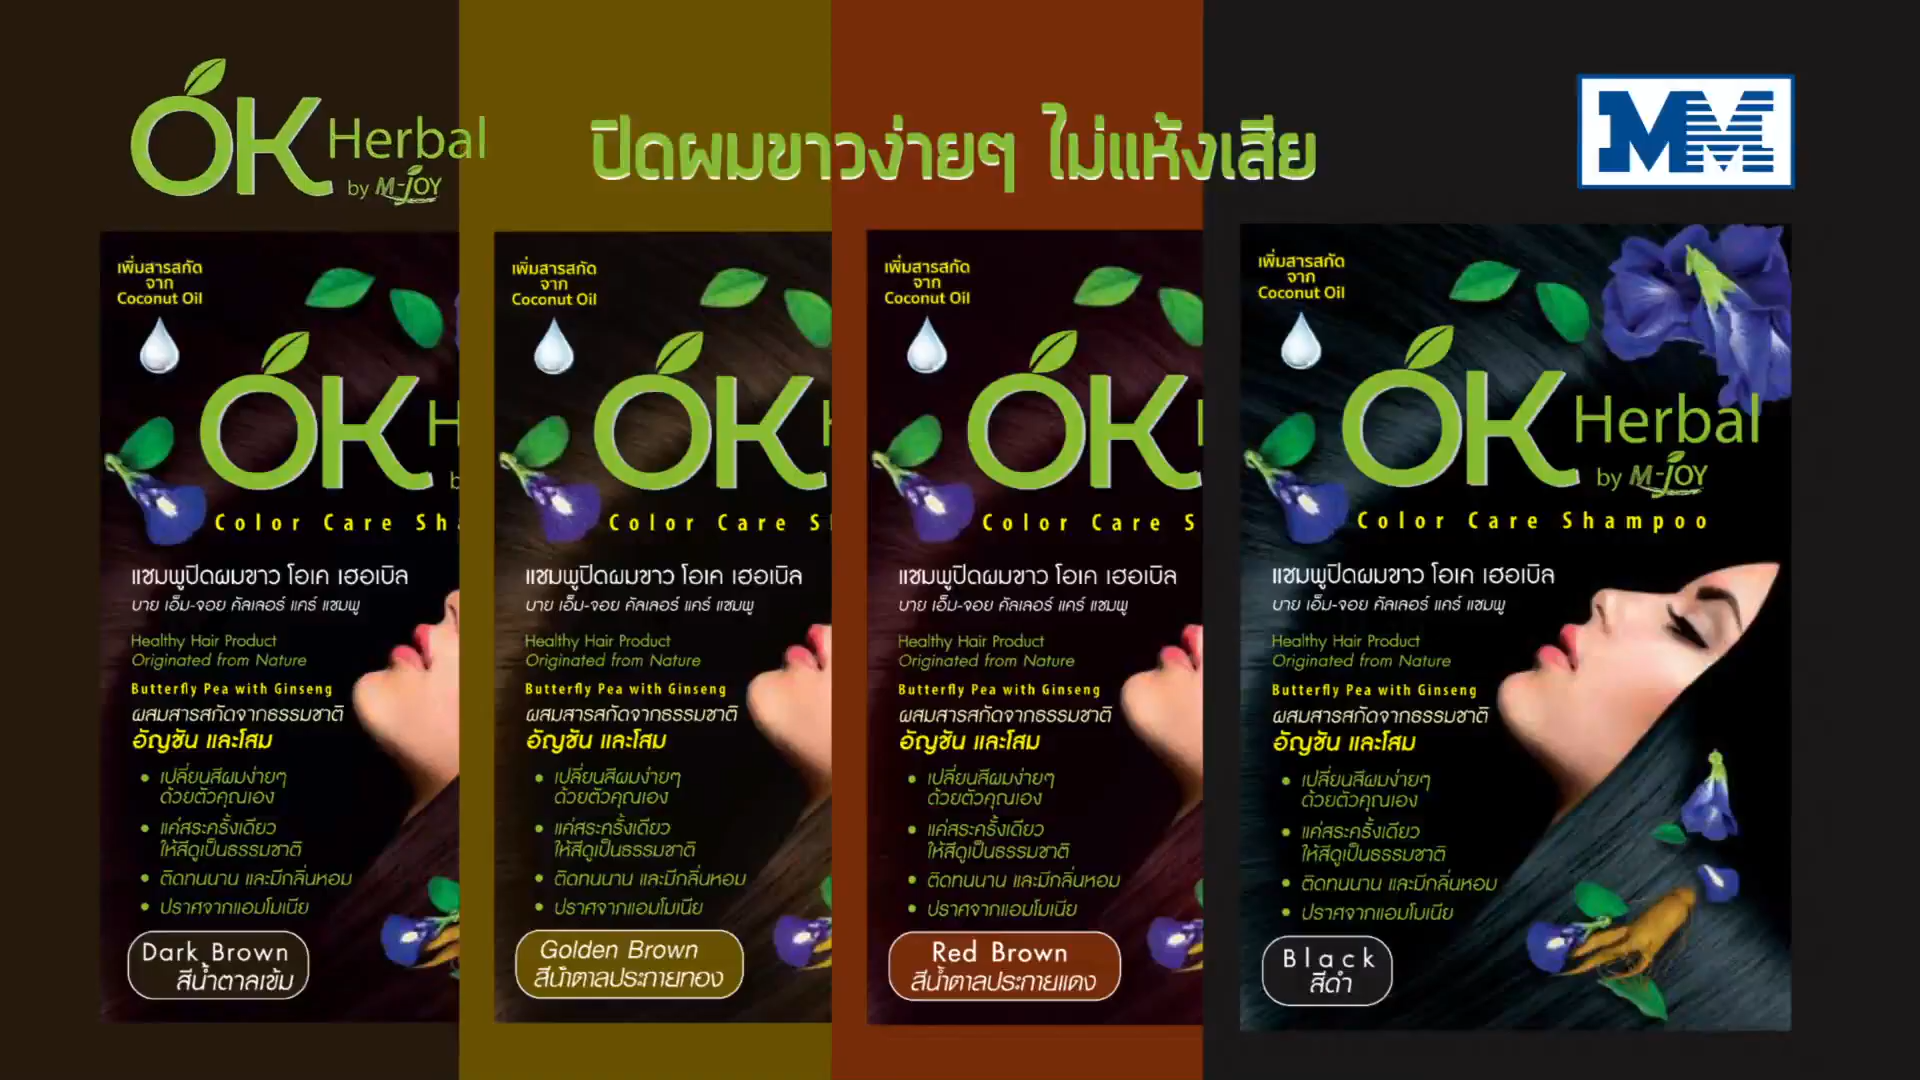 OK Herbal
by M-JOY
ปิดผมขาวง่ายๆ ไม่แห้งเสีย
MM
เพิ่มสารสกัด
จาก
Coconut Oil
OK
Color Care
แชมพูปิดผมขาว โอเค เฮอเบิล
บาย เอ็ม-จอย คัลเลอร์ แคร์ แชมพู
Healthy Hair Product
Originated from Nature
Butterfly Pea with Ginseng
ผสมสารสกัดจากธรรมชาติ
อัญชัน และโสม
• เปลี่ยนสีผมง่ายๆ
ด้วยตัวคุณเอง
• แค่สระครั้งเดียว
ให้สีดูเป็นธรรมชาติ
• ติดทนนาน และมีกลิ่นหอม
• ปราศจากแอมโมเนีย
Dark Brown
สีน้ำตาลเข้ม
เพิ่มสารสกัด
จาก
Coconut Oil
OK
Color Care
แชมพูปิดผมขาว โอเค เฮอเบิล
บาย เอ็ม-จอย คัลเลอร์ แคร์ แชมพู
Healthy Hair Product
Originated from Nature
Butterfly Pea with Ginseng
ผสมสารสกัดจากธรรมชาติ
อัญชัน และโสม
• เปลี่ยนสีผมง่ายๆ
ด้วยตัวคุณเอง
• แค่สระครั้งเดียว
ให้สีดูเป็นธรรมชาติ
• ติดทนนาน และมีกลิ่นหอม
• ปราศจากแอมโมเนีย
Golden Brown
สีน้ำตาลประกายทอง
เพิ่มสารสกัด
จาก
Coconut Oil
OK
Color Care
แชมพูปิดผมขาว โอเค เฮอเบิล
บาย เอ็ม-จอย คัลเลอร์ แคร์ แชมพู
Healthy Hair Product
Originated from Nature
Butterfly Pea with Ginseng
ผสมสารสกัดจากธรรมชาติ
อัญชัน และโสม
• เปลี่ยนสีผมง่ายๆ
ด้วยตัวคุณเอง
• แค่สระครั้งเดียว
ให้สีดูเป็นธรรมชาติ
• ติดทนนาน และมีกลิ่นหอม
• ปราศจากแอมโมเนีย
Red Brown
สีน้ำตาลประกายแดง
เพิ่มสารสกัด
จาก
Coconut Oil
OK Herbal
by M-JOY
Color Care Shampoo
แชมพูปิดผมขาว โอเค เฮอเบิล
บาย เอ็ม-จอย คัลเลอร์ แคร์ แชมพู
Healthy Hair Product
Originated from Nature
Butterfly Pea with Ginseng
ผสมสารสกัดจากธรรมชาติ
อัญชัน และโสม
• เปลี่ยนสีผมง่ายๆ
ด้วยตัวคุณเอง
• แค่สระครั้งเดียว
ให้สีดูเป็นธรรมชาติ
• ติดทนนาน และมีกลิ่นหอม
• ปราศจากแอมโมเนีย
Black
สีดำ